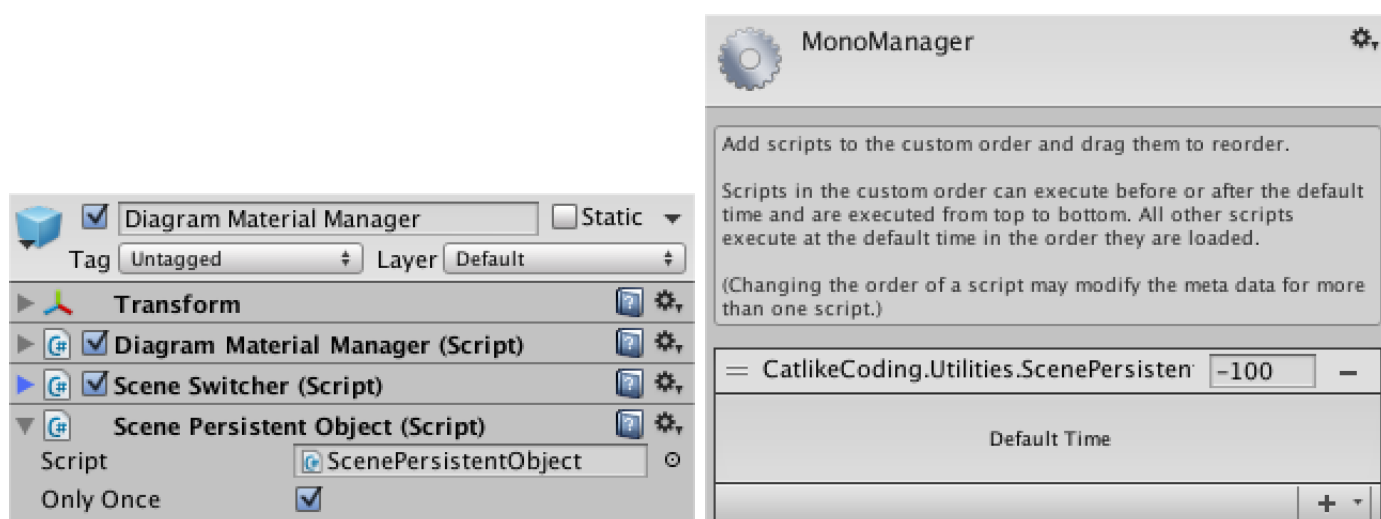 Diagram Material Manager
Static
Tag Untagged Layer Default
Transform
Diagram Material Manager (Script)
Scene Switcher (Script)
Scene Persistent Object (Script)
Script ScenePersistentObject
Only Once
MonoManager
Add scripts to the custom order and drag them to reorder.
Scripts in the custom order can execute before or after the default
time and are executed from top to bottom. All other scripts
execute at the default time in the order they are loaded.
(Changing the order of a script may modify the meta data for more
than one script.)
CatlikeCoding.Utilities.ScenePersisten -100
Default Time